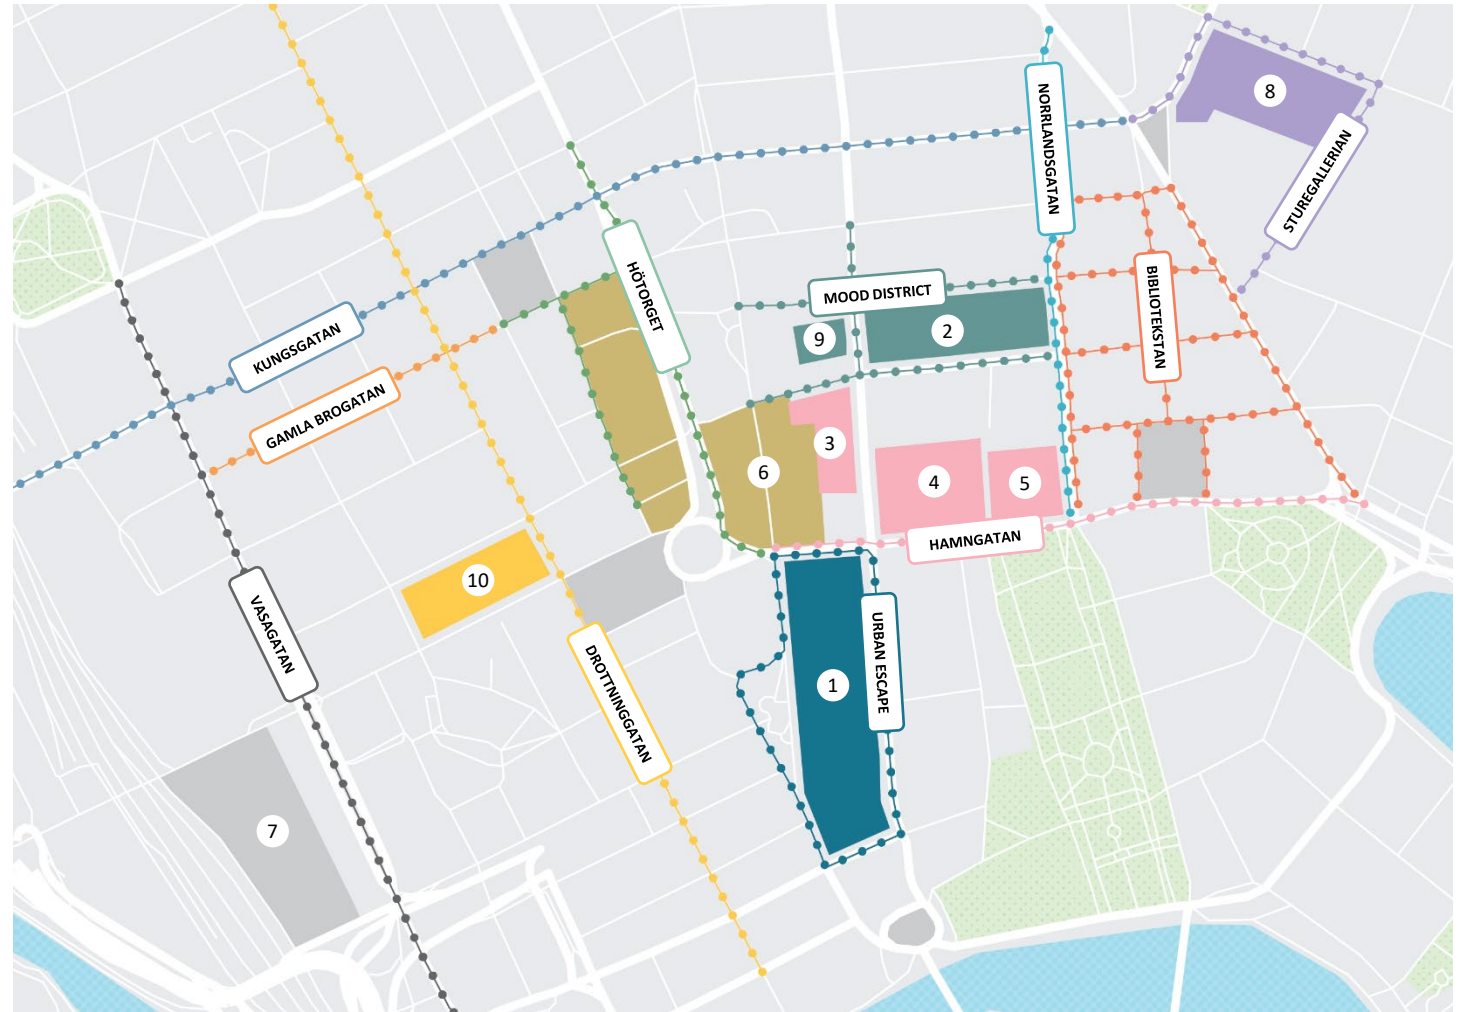 8
NORRLANDSGATAN
STUREGALLERIAN
HÖTORGET
MOOD DISTRICT
BIBLIOTEKSTAN
KUNGSGATAN
9
2
GAMLA BROGATAN
3
6
4
5
HAMNGATAN
10
VASAGATAN
DROTTNINGGATAN
URBAN ESCAPE
1
7